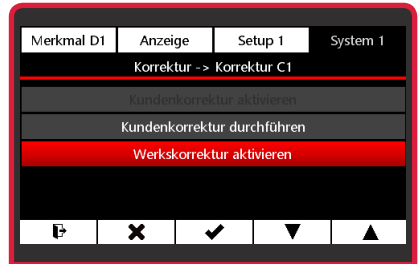 Merkmal D1 Anzeige Setup 1 System 1
Korrektur -> Korrektur C1
Kundenkorrektur aktivieren
Kundenkorrektur durchführen
Werkskorrektur aktivieren